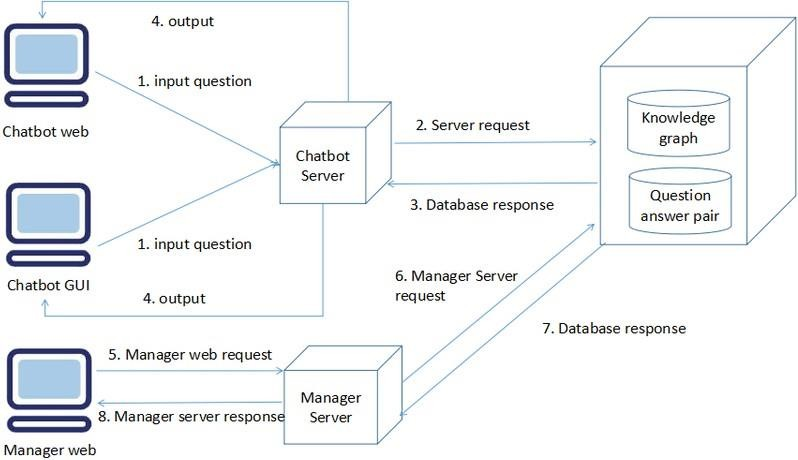 4. output
1. input question
Chatbot web
2. Server request
Knowledge
graph
Chatbot
Server
Question
answer pair
3. Database response
1. input question
Chatbot GUI
4. output
6. Manager Server
request
7. Database response
5. Manager web request
Manager
Server
8. Manager server response
Manager web